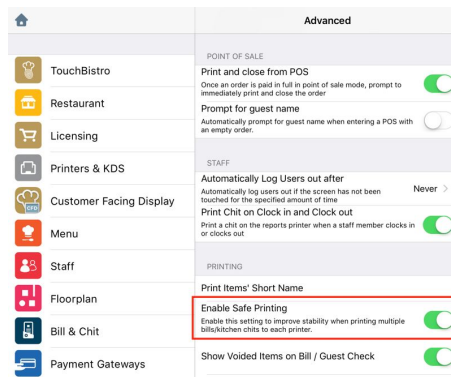 Advanced
TouchBistro
Restaurant
Licensing
Printers & KDS
CFD
Customer Facing Display
Menu
Staff
Floorplan
Bill & Chit
Payment Gateways
POINT OF SALE
Print and close from POS
Once an order is paid in full in point of sale mode, prompt to
immediately print and close the order
Prompt for guest name
Automatically prompt for guest name when entering a POS with
an empty order.
STAFF
Automatically Log Users out after
Automatically log users out if the screen has not been
touched for the specified amount of time
Never >
Print Chit on Clock in and Clock out
Print a chit on the reports printer when a staff member clocks in
or clocks out
PRINTING
Print Items' Short Name
Enable Safe Printing
Enable this setting to improve stability when printing multiple
bills/kitchen chits to each printer.
Show Voided Items on Bill / Guest Check